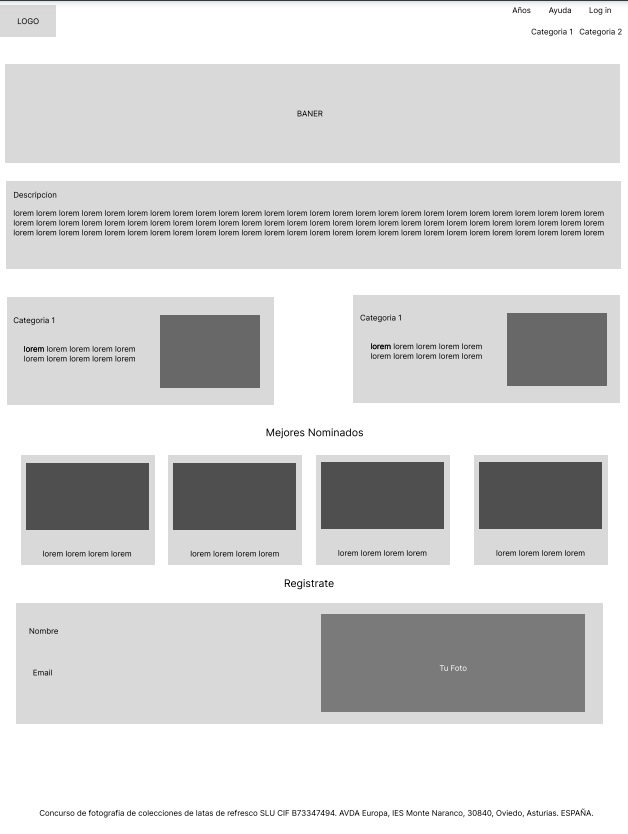 LOGO
Años Ayuda Log in
Categoria 1 Categoria 2
BANER
Descripcion
lorem lorem lorem lorem lorem lorem lorem lorem lorem lorem lorem lorem lorem lorem lorem lorem lorem lorem lorem lorem lorem lorem lorem lorem lorem lorem
lorem lorem lorem lorem lorem lorem lorem lorem lorem lorem lorem lorem lorem lorem lorem lorem lorem lorem lorem lorem lorem lorem lorem lorem lorem lorem
lorem lorem lorem lorem lorem lorem lorem lorem lorem lorem lorem lorem lorem lorem lorem lorem lorem lorem lorem lorem lorem lorem lorem lorem lorem lorem
Categoria 1
lorem lorem lorem lorem lorem
lorem lorem lorem lorem lorem
Categoria 1
lorem lorem lorem lorem lorem
lorem lorem lorem lorem lorem
Mejores Nominados
lorem lorem lorem lorem
lorem lorem lorem lorem
lorem lorem lorem lorem
lorem lorem lorem lorem
Registrate
Nombre
Email
Tu Foto
Concurso de fotografia de colecciones de latas de refresco SLU CIF B73347494. AVDA Europa, IES Monte Naranco, 30840, Oviedo, Asturias. ESPAÑA.